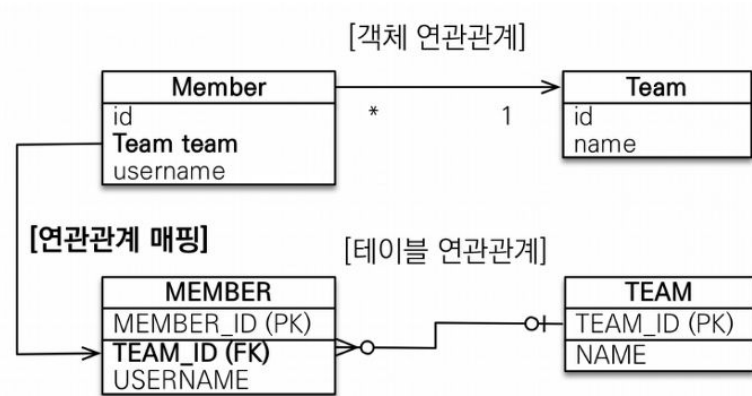 [객체 연관관계]
Member
id
Team team
username
* 1
Team
id
name
[연관관계 매핑]
[테이블 연관관계]
MEMBER
MEMBER_ID (PK)
TEAM_ID (FK)
USERNAME
TEAM
TEAM_ID (PK)
NAME